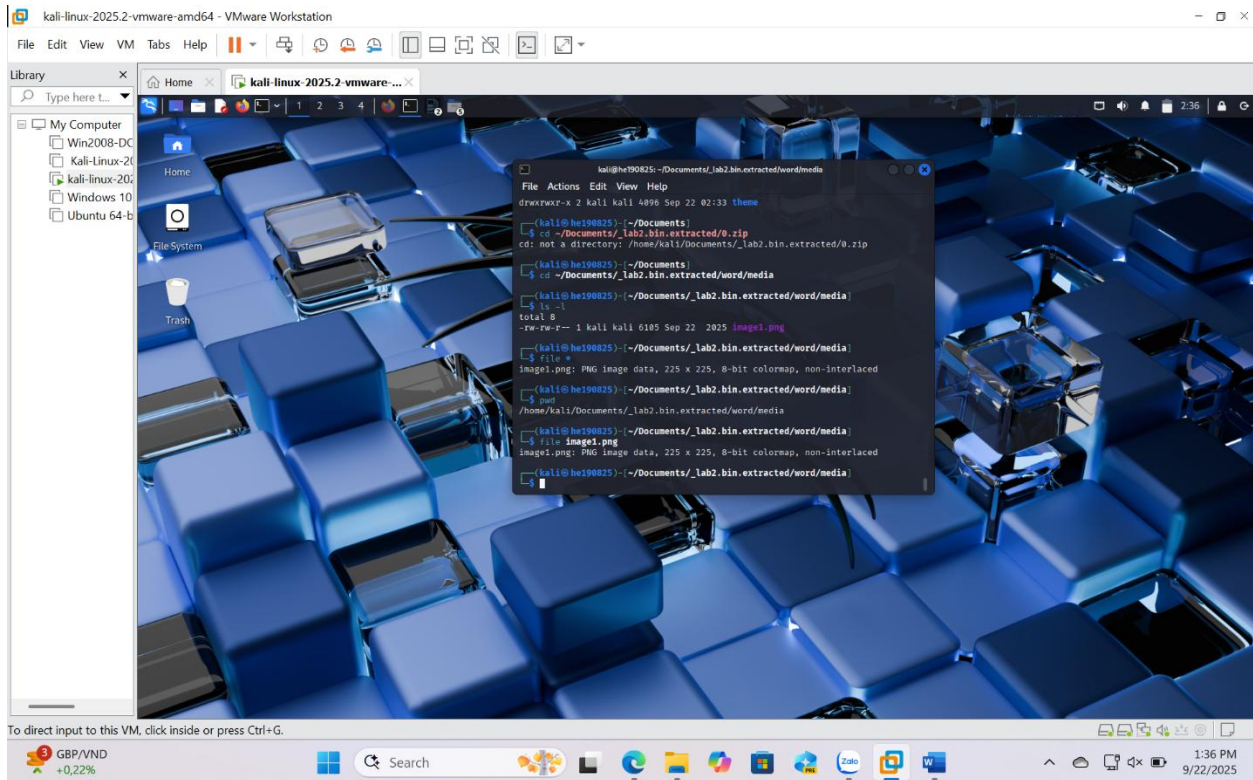 kali-linux-2025.2-vmware-amd64 - VMware Workstation
File Edit View VM Tabs Help
Library
Home
kali-linux-2025.2-vmware-...
Type here t...
1 2 3 4
2:36
My Computer
Win2008-DC
Kali-Linux-20
kali-linux-202
Windows 10
Ubuntu 64-b
Home
File System
Trash
kali@he190825: ~/Documents/_lab2.bin.extracted/word/media
File Actions Edit View Help
drwxrwxr-x 2 kali kali 4096 Sep 22 02:33 theme
(kali㉿he190825)-[~/Documents]
$ cd ~/Documents/_lab2.bin.extracted/0.zip
cd: not a directory: /home/kali/Documents/_lab2.bin.extracted/0.zip
(kali㉿he190825)-[~/Documents]
$ cd ~/Documents/_lab2.bin.extracted/word/media
(kali㉿he190825)-[~/Documents/_lab2.bin.extracted/word/media]
$ ls -l
total 8
-rw-rw-r-- 1 kali kali 6105 Sep 22 2025 image1.png
(kali㉿he190825)-[~/Documents/_lab2.bin.extracted/word/media]
$ file *
image1.png: PNG image data, 225 x 225, 8-bit colormap, non-interlaced
(kali㉿he190825)-[~/Documents/_lab2.bin.extracted/word/media]
$ pwd
/home/kali/Documents/_lab2.bin.extracted/word/media
(kali㉿he190825)-[~/Documents/_lab2.bin.extracted/word/media]
$ file image1.png
image1.png: PNG image data, 225 x 225, 8-bit colormap, non-interlaced
(kali㉿he190825)-[~/Documents/_lab2.bin.extracted/word/media]
$
To direct input to this VM, click inside or press Ctrl+G.
3
GBP/VND
+0,22%
Search
PRE
Zalo
1:36 PM
9/22/2025